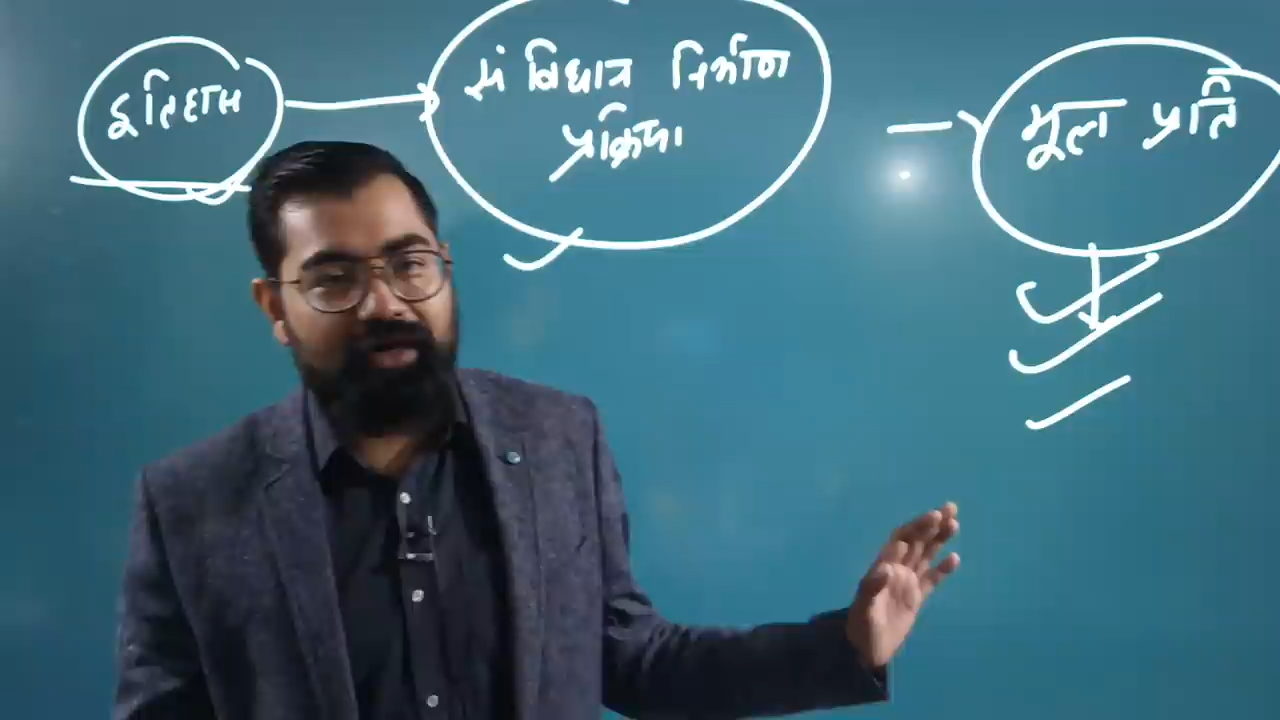 इतिहास
संविधान निर्माण
प्रक्रिया
मूल प्रति